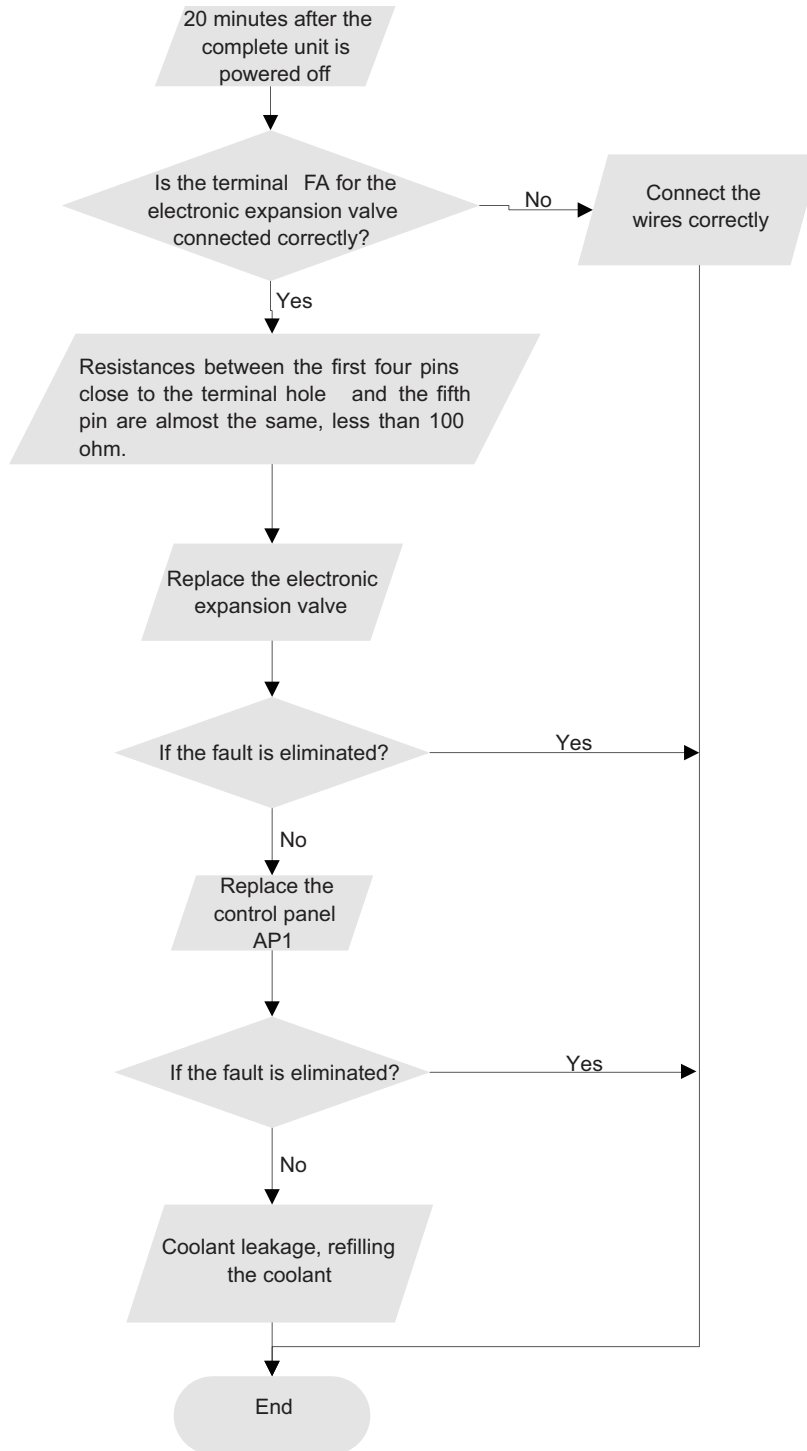 20 minutes after the
complete unit is
powered off
Is the terminal FA for the
electronic expansion valve
connected correctly?
No
Connect the
wires correctly
Yes
Resistances between the first four pins
close to the terminal hole and the fifth
pin are almost the same, less than 100
ohm.
Replace the electronic
expansion valve
If the fault is eliminated?
Yes
No
Replace the
control panel
AP1
If the fault is eliminated?
Yes
No
Coolant leakage, refilling
the coolant
End